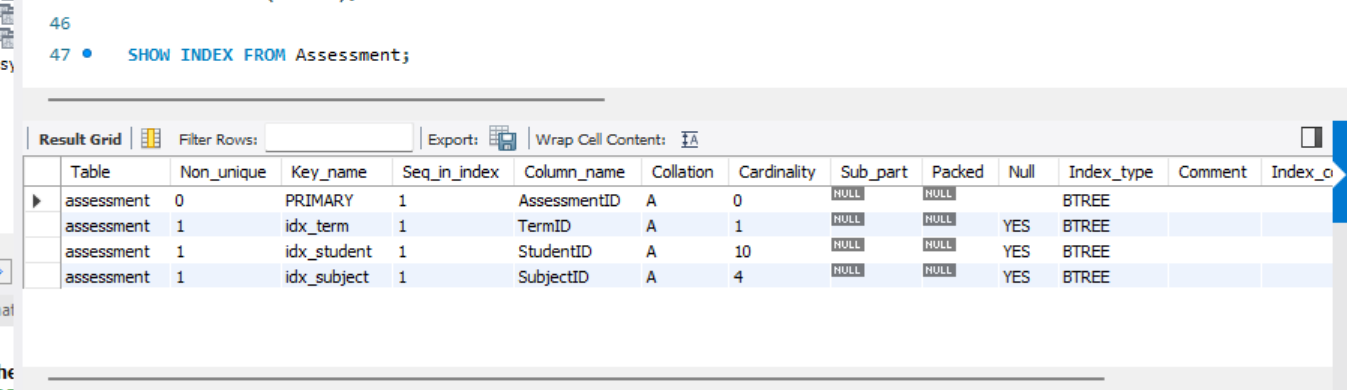 46
47 SHOW INDEX FROM Assessment;
Result Grid Filter Rows: Export: Wrap Cell Content:
Table Non_unique Key_name Seq_in_index Column_name Collation Cardinality Sub_part Packed Null Index_type Comment
assessment 0 PRIMARY 1 AssessmentID A 0 NULL NULL BTREE
assessment 1 idx_term 1 TermID A 1 NULL NULL YES BTREE
assessment 1 idx_student 1 StudentID A 10 NULL NULL YES BTREE
assessment 1 idx_subject 1 SubjectID A 4 NULL NULL YES BTREE